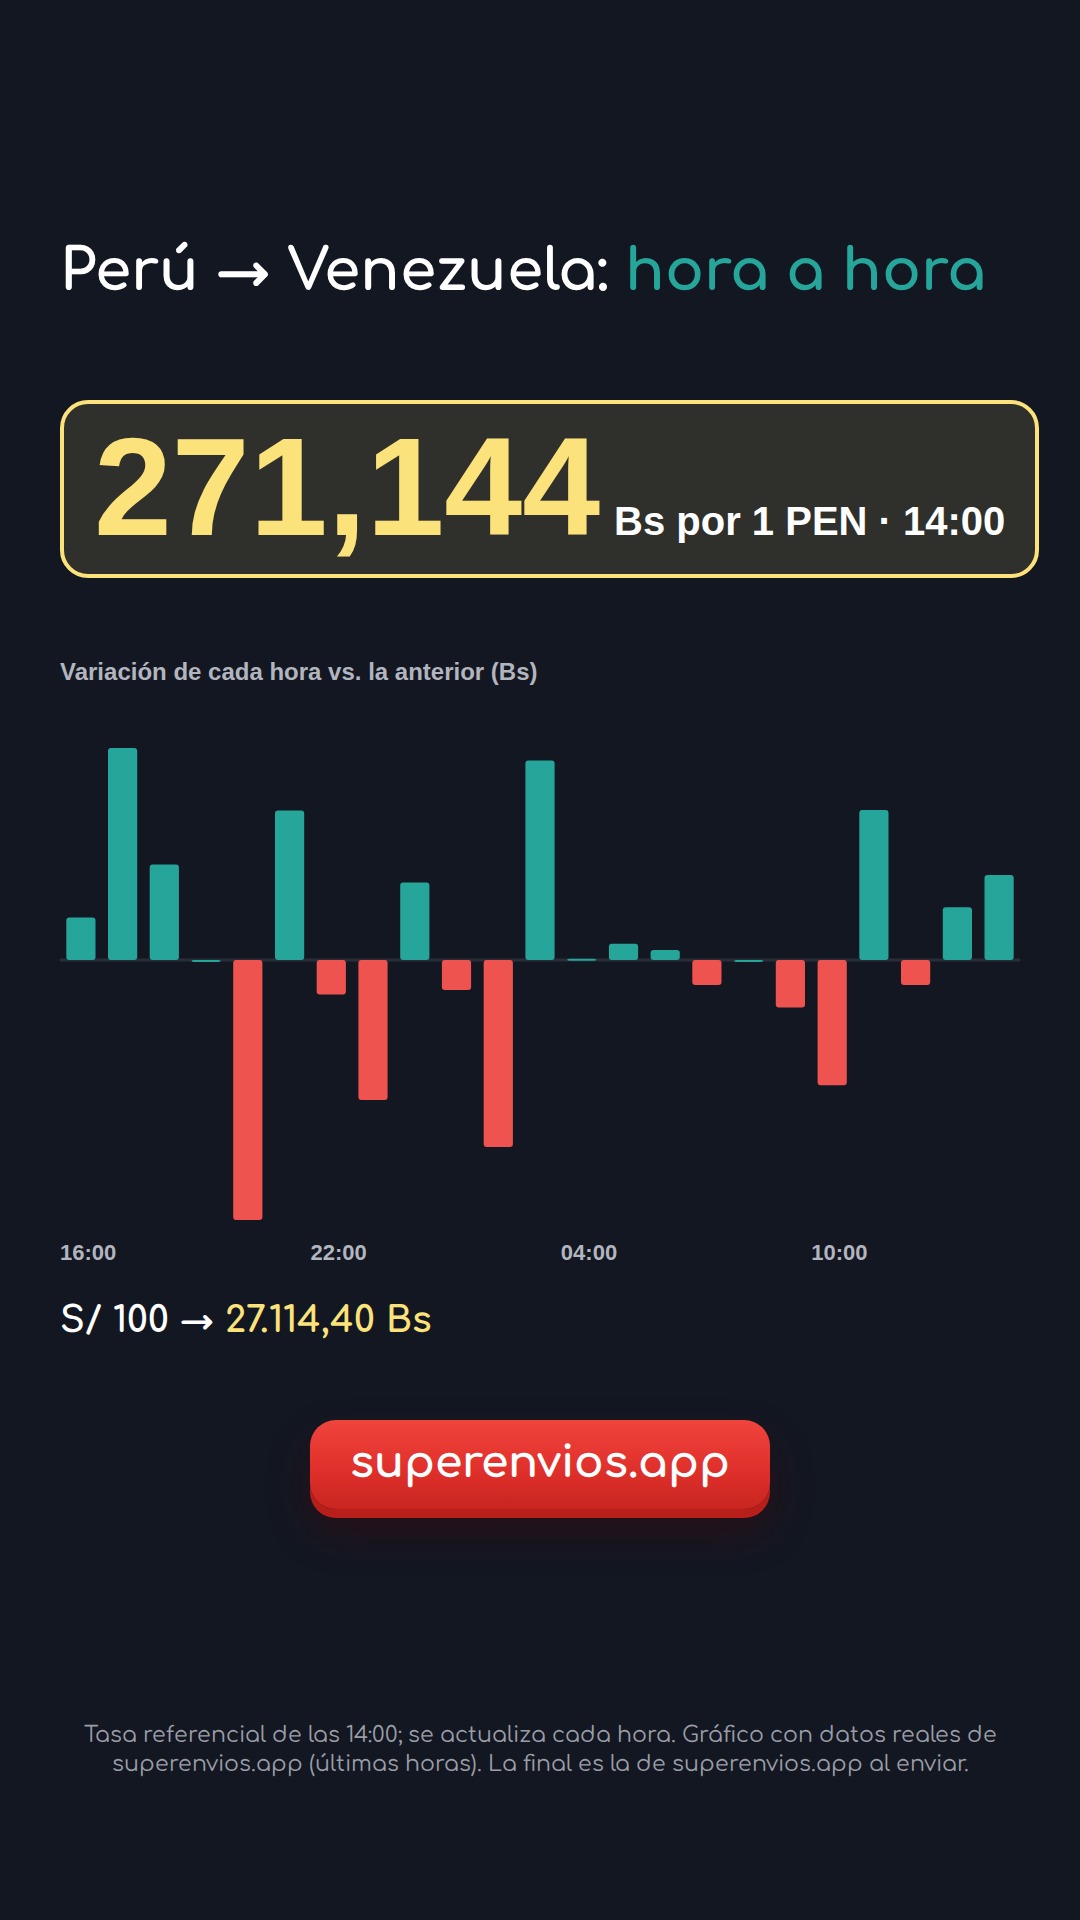 Perú → Venezuela: hora a hora
271,144 Bs por 1 PEN · 14:00
Variación de cada hora vs. la anterior (Bs)
16:00 22:00 04:00 10:00
S/ 100 → 27.114,40 Bs
superenvios.app
Tasa referencial de las 14:00; se actualiza cada hora. Gráfico con datos reales de
superenvios.app (últimas horas). La final es la de superenvios.app al enviar.